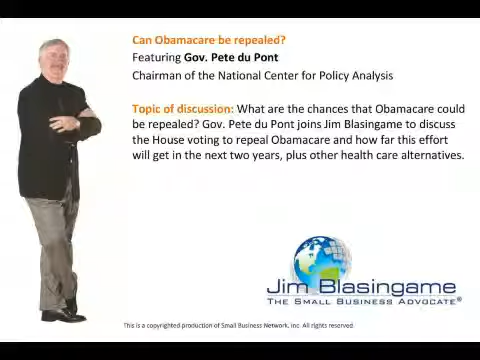 Can Obamacare be repealed?
Featuring Gov. Pete du Pont
Chairman of the National Center for Policy Analysis
Topic of discussion: What are the chances that Obamacare could
be repealed? Gov. Pete du Pont joins Jim Blasingame to discuss
the House voting to repeal Obamacare and how far this effort
will get in the next two years, plus other health care alternatives.
Jim Blasingame
THE SMALL BUSINESS ADVOCATE®
This is a copyrighted production of Small Business Network, Inc. All rights reserved.